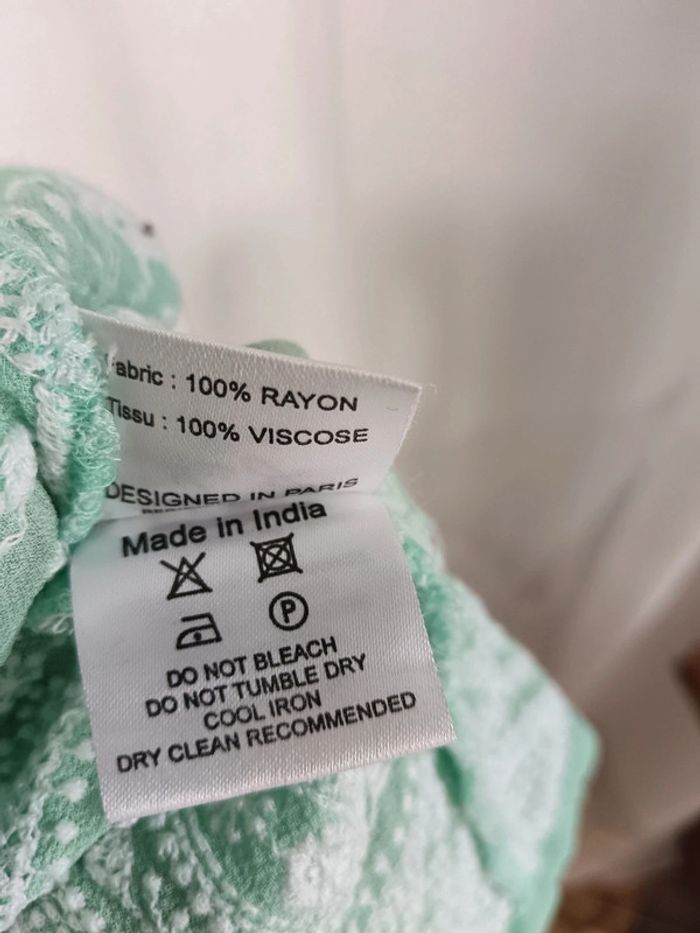 Fabric : 100% RAYON
Tissu : 100% VISCOSE
DESIGNED IN PARIS
Made in India
P
DO NOT BLEACH
DO NOT TUMBLE DRY
COOL IRON
DRY CLEAN RECOMMENDED